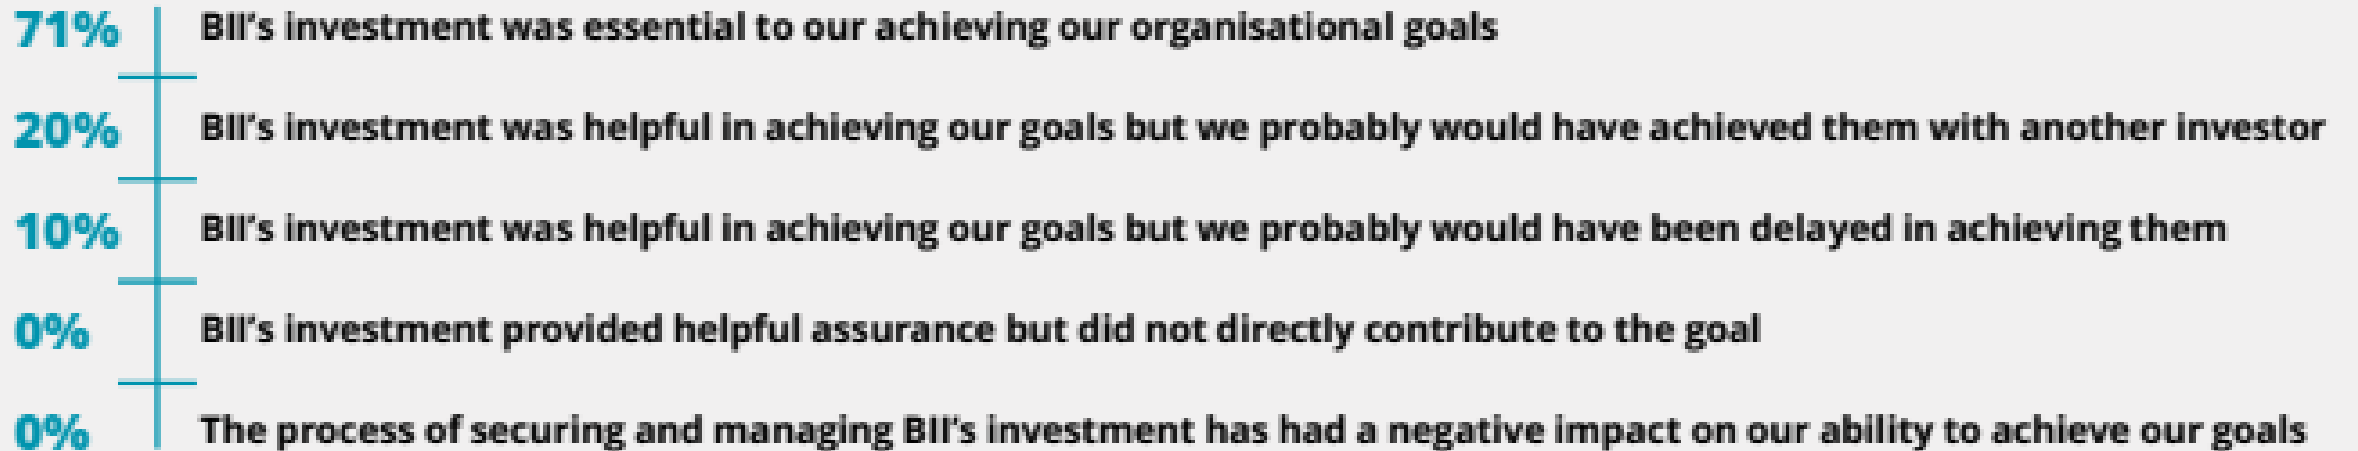 71% BII’s investment was essential to our achieving our organisational goals
20% BII’s investment was helpful in achieving our goals but we probably would have achieved them with another investor
10% BII’s investment was helpful in achieving our goals but we probably would have been delayed in achieving them
0% BII’s investment provided helpful assurance but did not directly contribute to the goal
0% The process of securing and managing BII’s investment has had a negative impact on our ability to achieve our goals